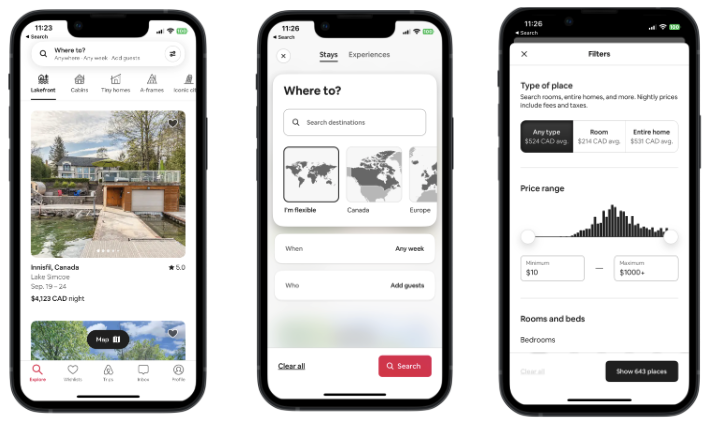 11:23
Search
Where to?
Anywhere · Any week · Add guests
Lakefront
Cabins
Tiny homes
A-frames
Iconic cit
Innisfil, Canada
★ 5.0
Lake Simcoe
Sep. 19 – 24
$4,123 CAD night
Map
Explore
Wishlists
Trips
Inbox
Profile
11:26
Search
Stays
Experiences
Where to?
Search destinations
I'm flexible
Canada
Europe
When
Any week
Who
Add guests
Clear all
Search
11:26
Search
Filters
Type of place
Search rooms, entire homes, and more. Nightly prices
include fees and taxes.
Any type
$524 CAD avg.
Room
$214 CAD avg.
Entire home
$531 CAD avg.
Price range
Minimum
$10
—
Maximum
$1000+
Rooms and beds
Bedrooms
Clear all
Show 643 places